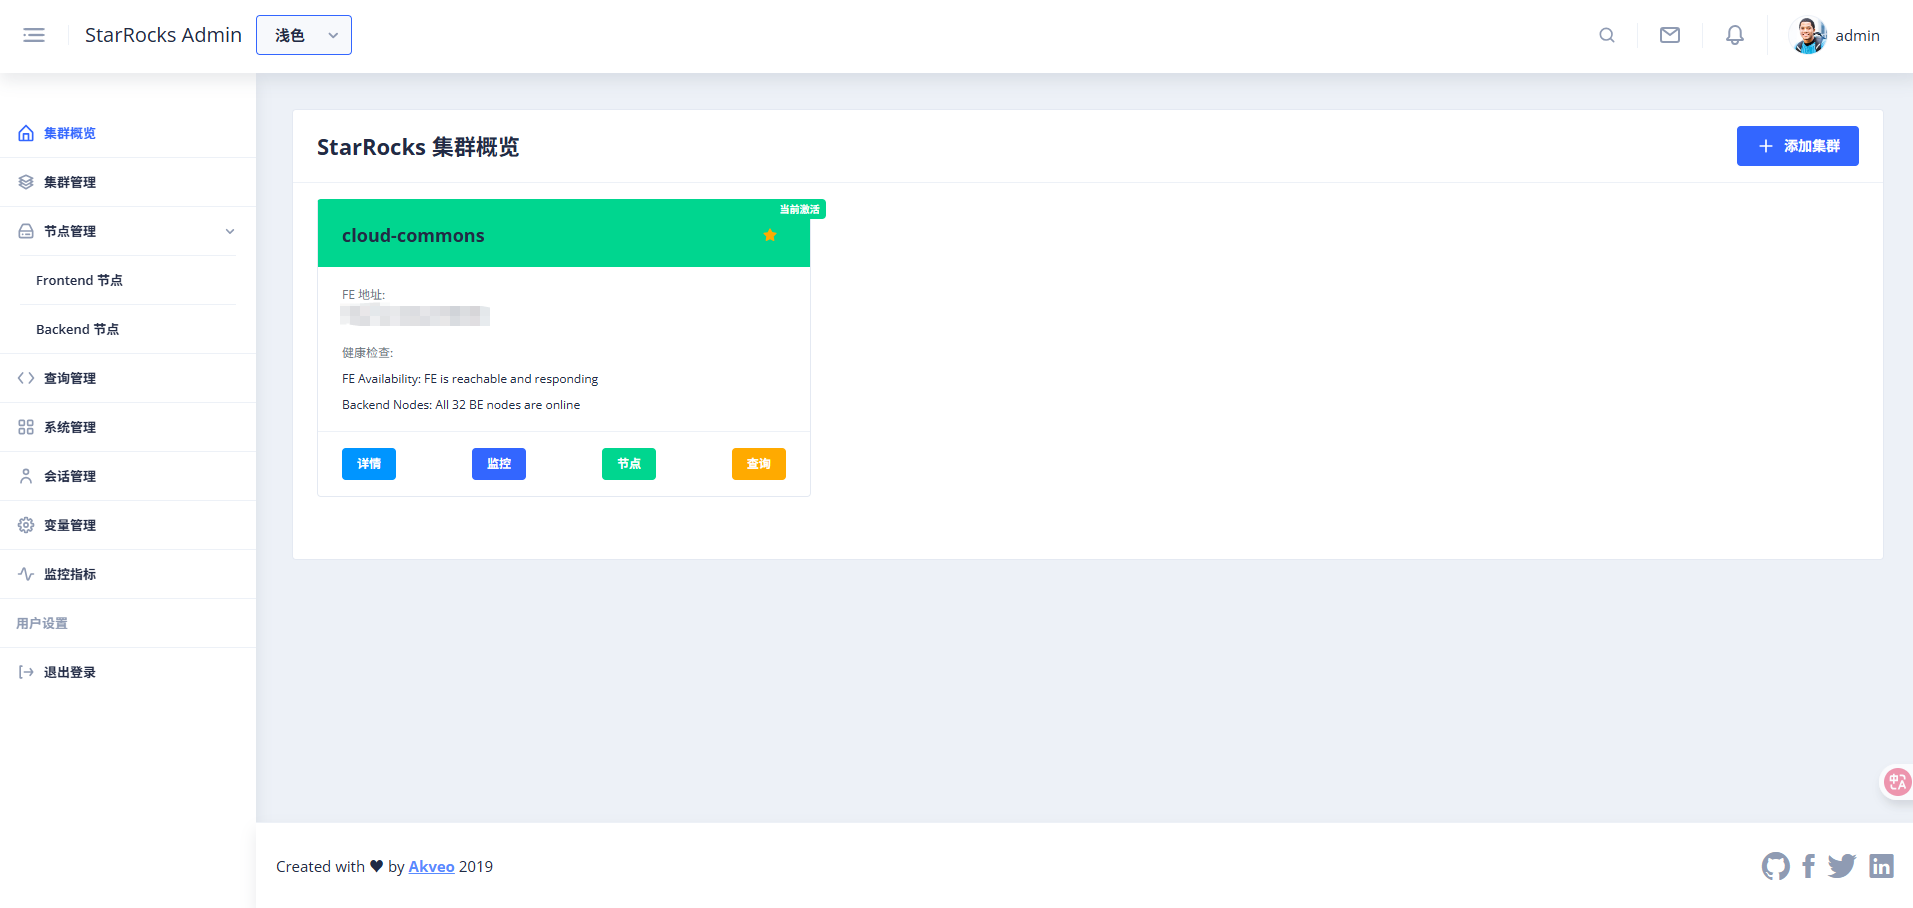 StarRocks Admin
浅色
admin
集群概览
集群管理
节点管理
Frontend 节点
Backend 节点
查询管理
系统管理
会话管理
变量管理
监控指标
用户设置
退出登录
StarRocks 集群概览
添加集群
当前激活
cloud-commons
FE 地址:
健康检查:
FE Availability: FE is reachable and responding
Backend Nodes: All 32 BE nodes are online
详情
监控
节点
查询
Created with ♥ by Akveo 2019